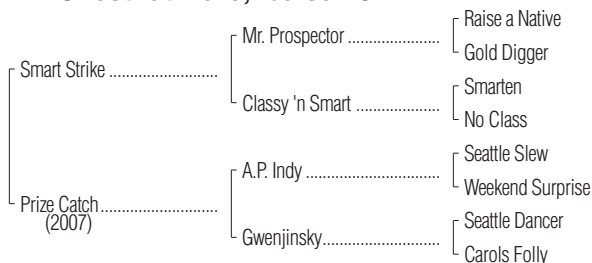 Raise a Native
Mr. Prospector ....................
Gold Digger
Smart Strike ........................
Smarten
Classy 'n Smart ..................
No Class
Seattle Slew
A.P. Indy .............................
Weekend Surprise
Prize Catch..........................
(2007)
Seattle Dancer
Gwenjinsky.........................
Carols Folly